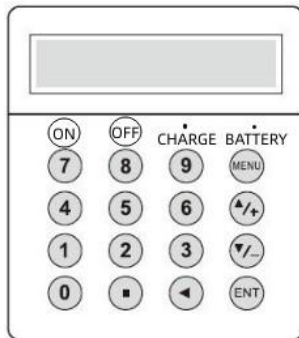 ON OFF CHARGE BATTERY
7 8 9 MENU
4 5 6 ▲/+
1 2 3 ▼/−
0 ■ ◄ ENT